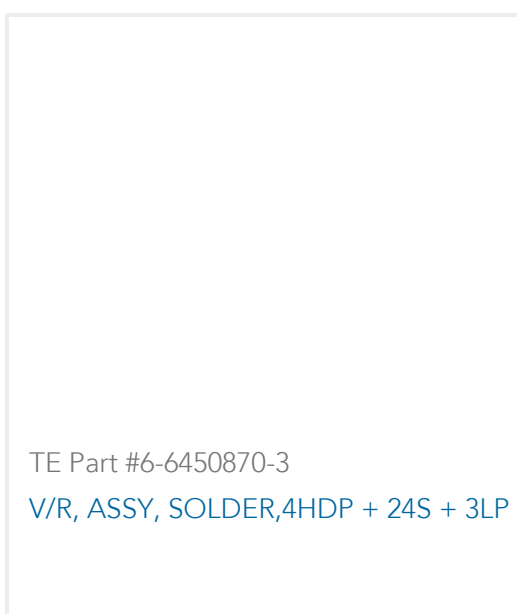 TE Part #6-6450870-3
V/R, ASSY, SOLDER,4HDP + 24S + 3LP